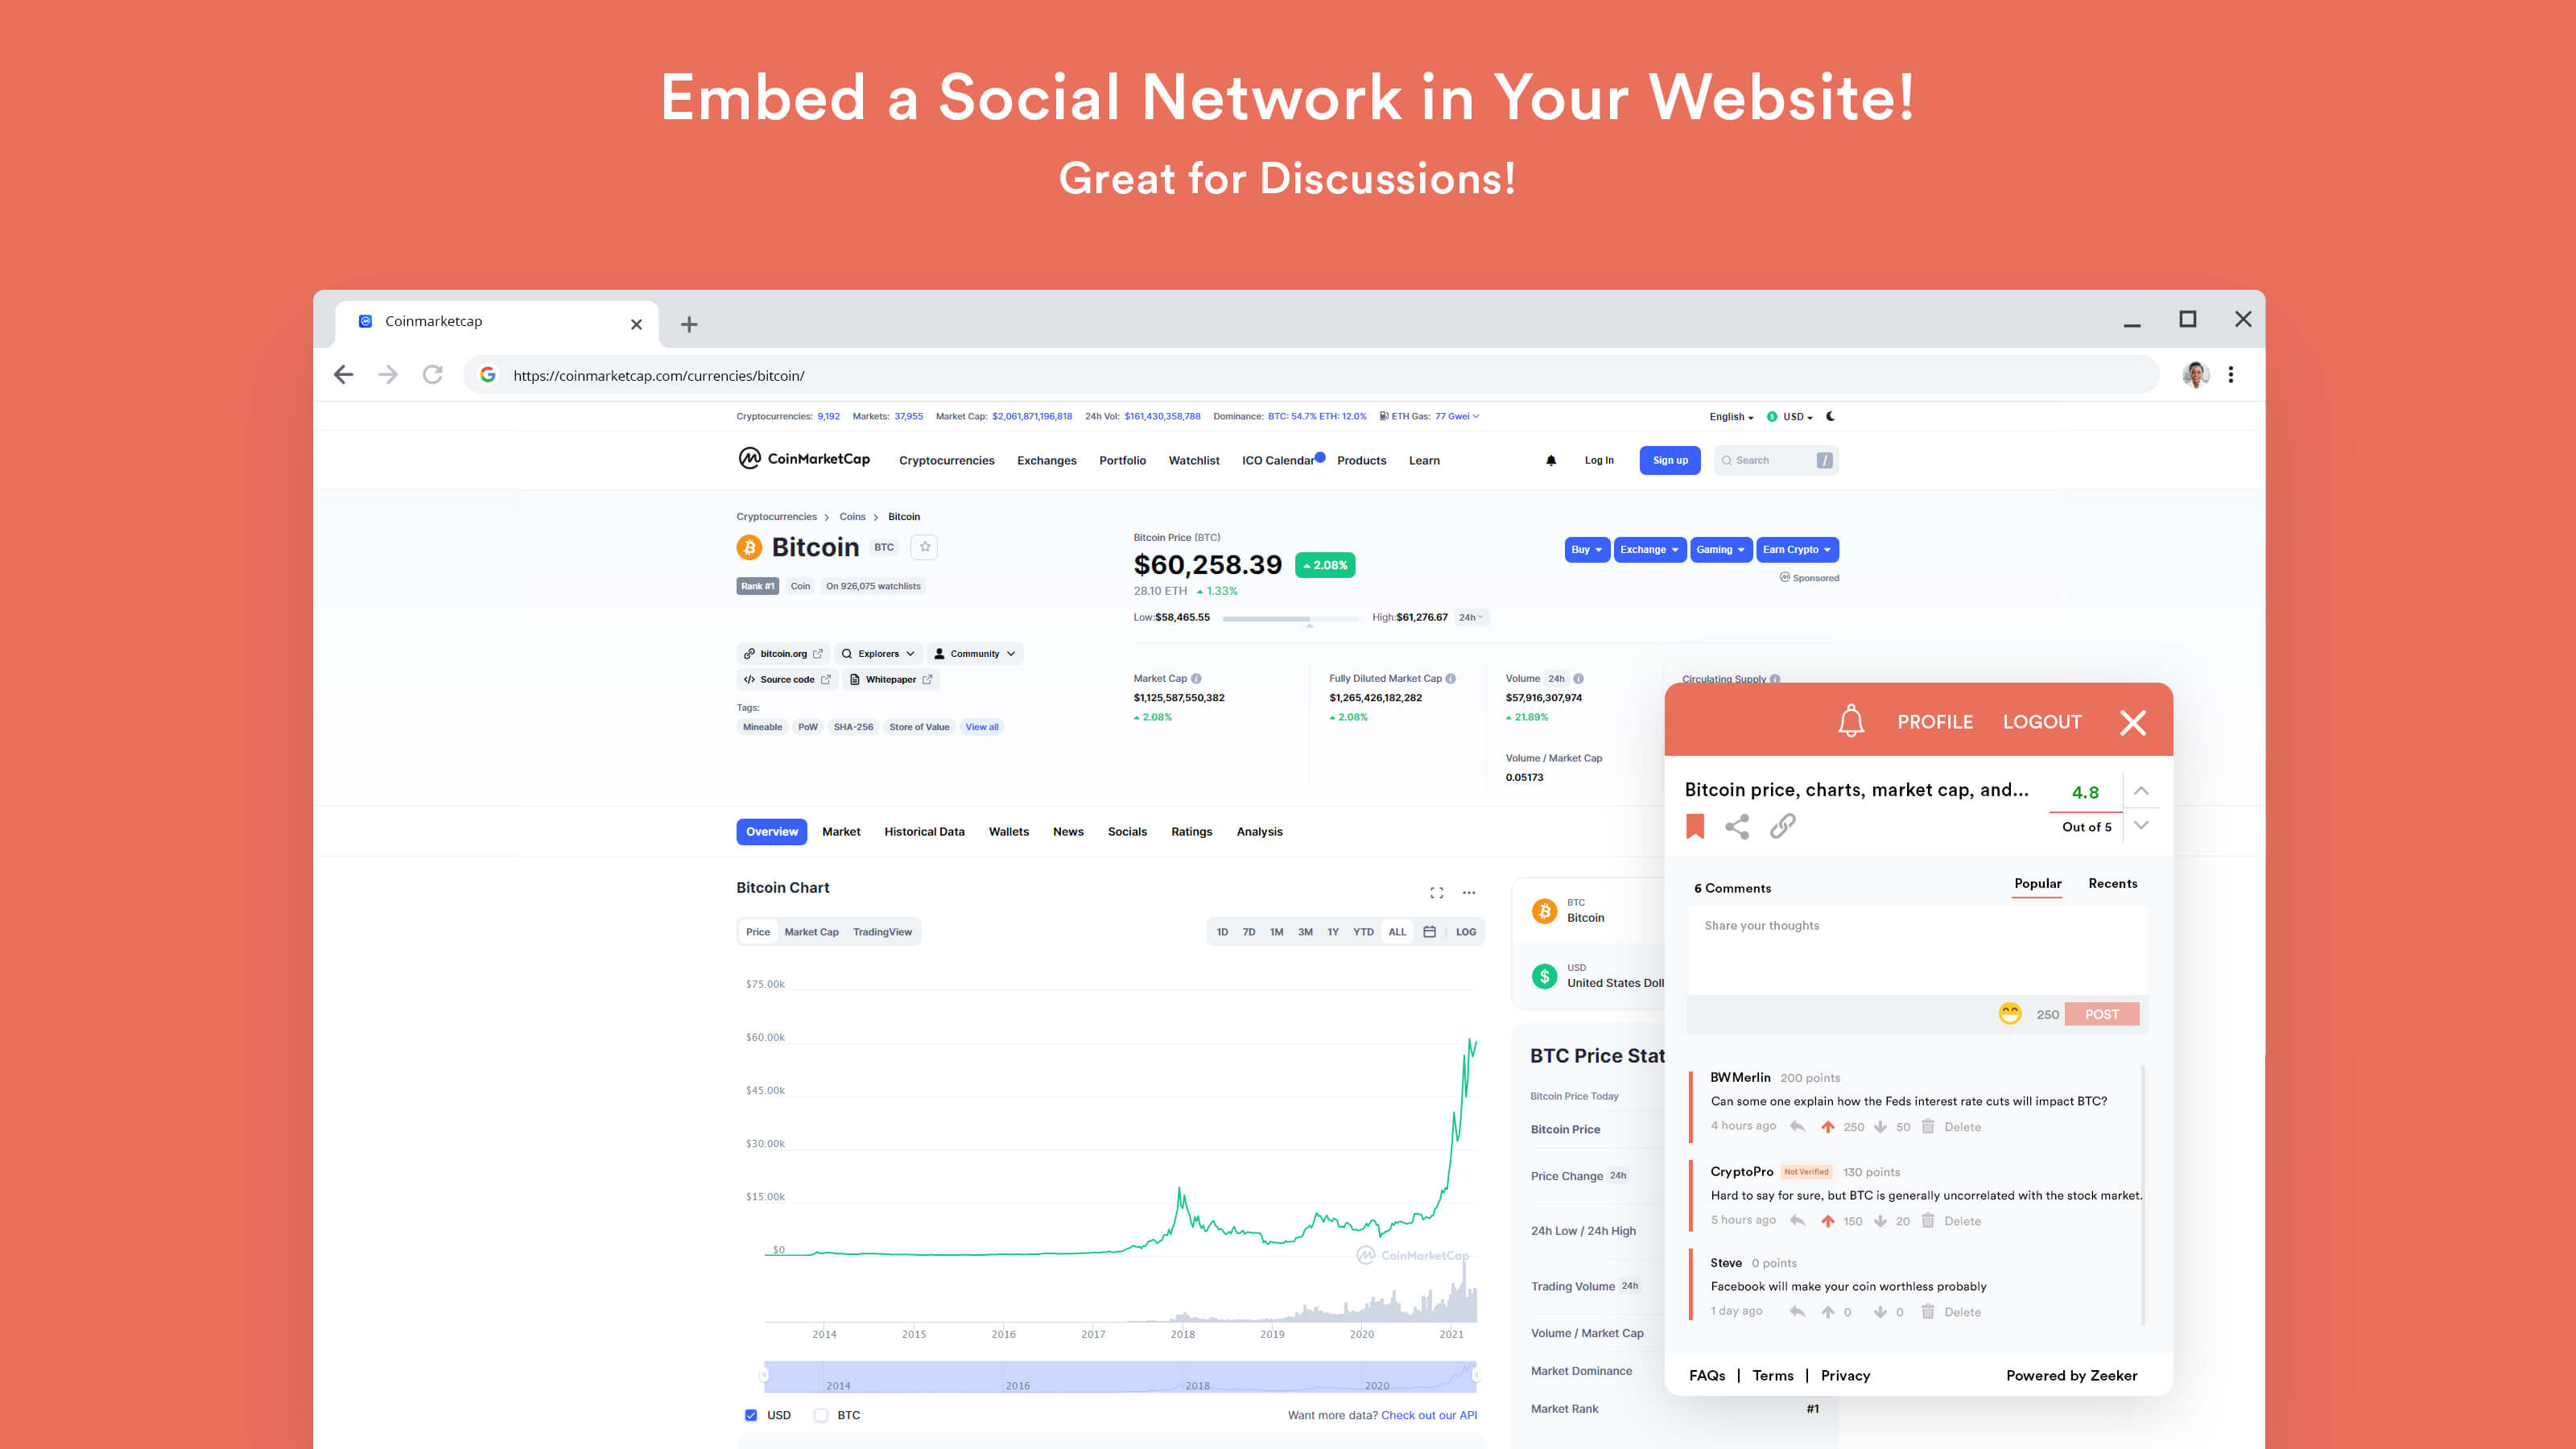 Embed a Social Network in Your Website!
Great for Discussions!
Coinmarketcap
https://coinmarketcap.com/currencies/bitcoin/
Cryptocurrencies: 9,192 Markets: 37,955 Market Cap: $2,061,871,196,818 24h Vol: $161,430,358,788 Dominance: BTC: 54.7% ETH: 12.0% ETH Gas: 77 Gwei English USD
CoinMarketCap Cryptocurrencies Exchanges Portfolio Watchlist ICO Calendar Products Learn Log In Sign up Search /
Cryptocurrencies > Coins > Bitcoin
Bitcoin BTC
Rank #1 Coin On 926,075 watchlists
bitcoin.org Explorers Community
Source code Whitepaper
Tags:
Mineable PoW SHA-256 Store of Value View all
Bitcoin Price (BTC)
$60,258.39 2.08%
28.10 ETH 1.33%
Low:$58,465.55 High:$61,276.67 24h
Buy Exchange Gaming Earn Crypto
Sponsored
Market Cap
$1,125,587,550,382
2.08%
Fully Diluted Market Cap
$1,265,426,182,282
2.08%
Volume 24h
$57,916,307,974
21.89%
Volume / Market Cap
0.05173
Circulating Supply
Overview Market Historical Data Wallets News Socials Ratings Analysis
Bitcoin Chart
Price Market Cap TradingView 1D 7D 1M 3M 1Y YTD ALL LOG
$75.00k
$60.00k
$45.00k
$30.00k
$15.00k
$0
CoinMarketCap
2014 2015 2016 2017 2018 2019 2020 2021
2014 2016 2018 2020
USD BTC Want more data? Check out our API
BTC
Bitcoin
USD
United States Doll
BTC Price Stat
Bitcoin Price Today
Bitcoin Price
Price Change 24h
24h Low / 24h High
Trading Volume 24h
Volume / Market Cap
Market Dominance
Market Rank #1
PROFILE LOGOUT
Bitcoin price, charts, market cap, and...
4.8
Out of 5
6 Comments Popular Recents
Share your thoughts
250 POST
BWMerlin 200 points
Can some one explain how the Feds interest rate cuts will impact BTC?
4 hours ago 250 50 Delete
CryptoPro Not Verified 130 points
Hard to say for sure, but BTC is generally uncorrelated with the stock market.
5 hours ago 150 20 Delete
Steve 0 points
Facebook will make your coin worthless probably
1 day ago 0 0 Delete
FAQs | Terms | Privacy Powered by Zeeker